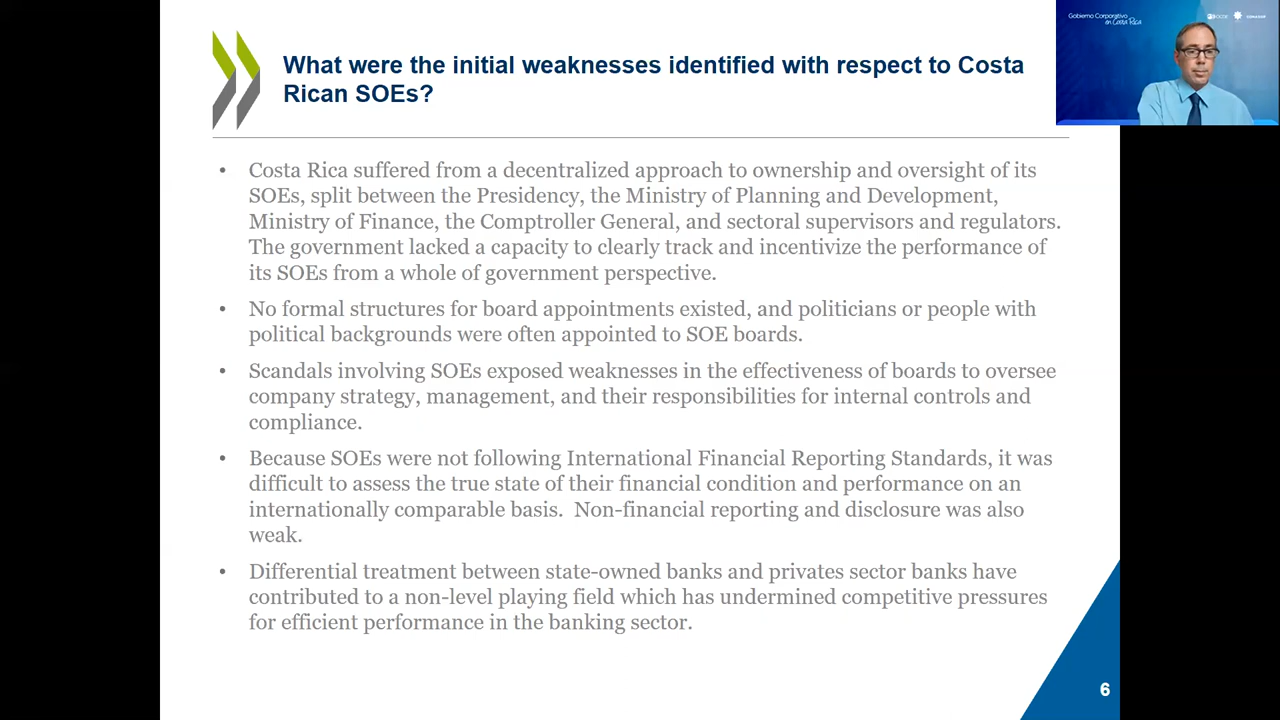 What were the initial weaknesses identified with respect to Costa
Rican SOEs?
Gobierno Corporativo
en Costa Rica
• Costa Rica suffered from a decentralized approach to ownership and oversight of its
SOEs, split between the Presidency, the Ministry of Planning and Development,
Ministry of Finance, the Comptroller General, and sectoral supervisors and regulators.
The government lacked a capacity to clearly track and incentivize the performance of
its SOEs from a whole of government perspective.
• No formal structures for board appointments existed, and politicians or people with
political backgrounds were often appointed to SOE boards.
• Scandals involving SOEs exposed weaknesses in the effectiveness of boards to oversee
company strategy, management, and their responsibilities for internal controls and
compliance.
• Because SOEs were not following International Financial Reporting Standards, it was
difficult to assess the true state of their financial condition and performance on an
internationally comparable basis.  Non-financial reporting and disclosure was also
weak.
• Differential treatment between state-owned banks and privates sector banks have
contributed to a non-level playing field which has undermined competitive pressures
for efficient performance in the banking sector.
6